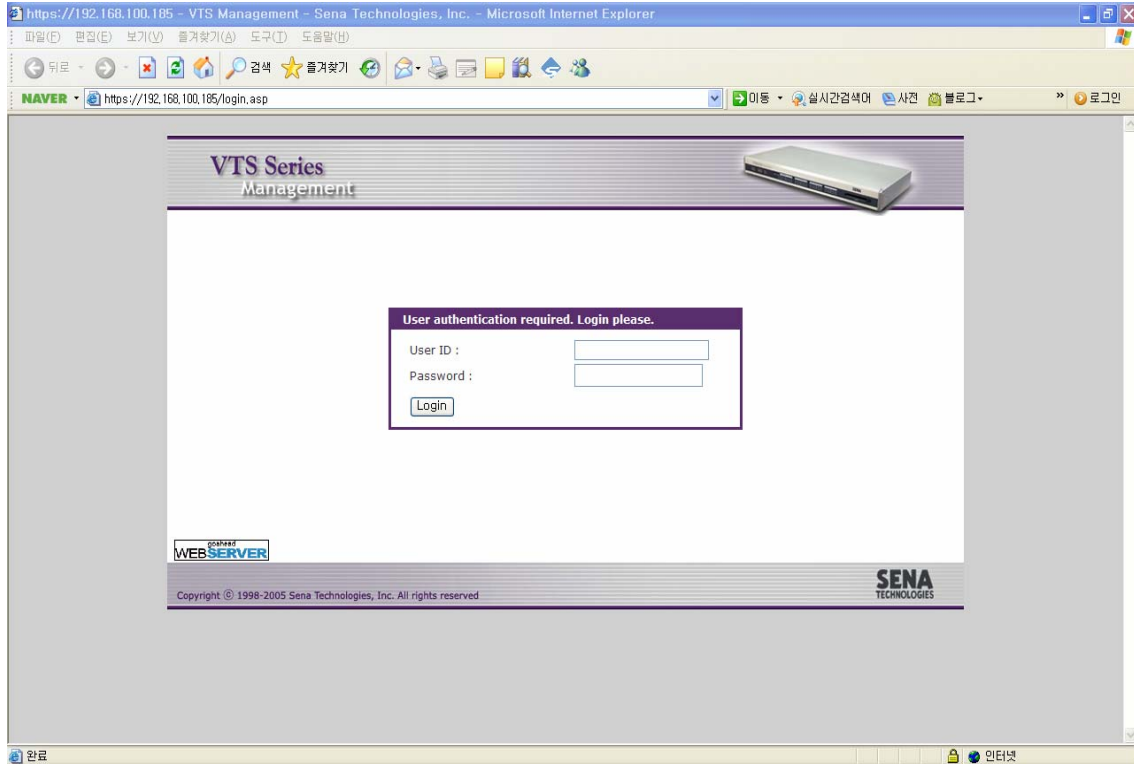 https://192.168.100.185 - VTS Management - Sena Technologies, Inc. - Microsoft Internet Explorer
파일(F) 편집(E) 보기(V) 즐겨찾기(A) 도구(T) 도움말(H)
뒤로 검색 즐겨찾기
NAVER https://192.168.100.185/login.asp 이동 실시간검색어 사전 블로그 » 로그인
VTS Series
Management
User authentication required. Login please.
User ID :
Password :
Login
goahead
WEBSERVER
SENA
TECHNOLOGIES
Copyright © 1998-2005 Sena Technologies, Inc. All rights reserved
완료 인터넷